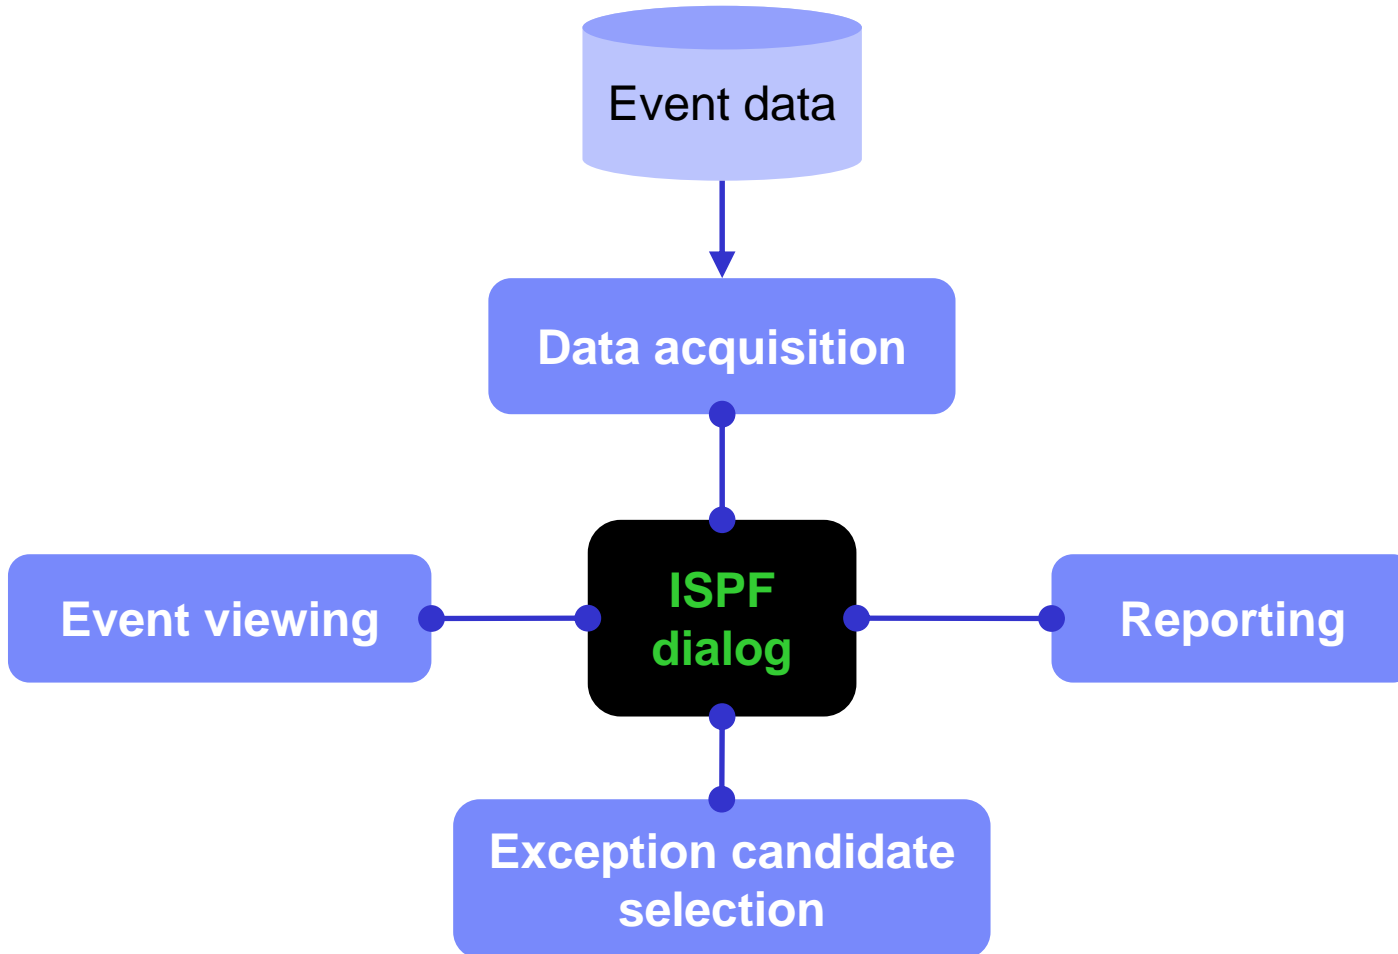 Event data
Data acquisition
ISPF
dialog
Event viewing
Reporting
Exception candidate
selection